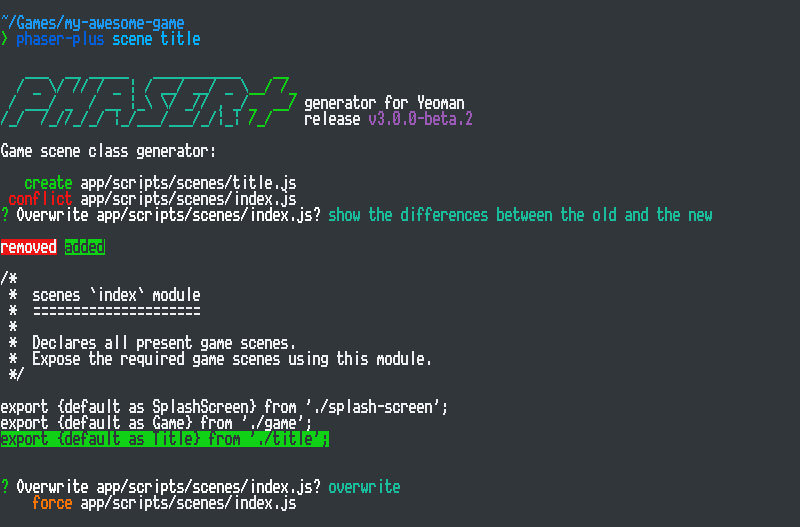 ~/Games/my-awesome-game
❯ phaser-plus scene title
PHASER+
generator for Yeoman
release v3.0.0-beta.2
Game scene class generator:
create app/scripts/scenes/title.js
conflict app/scripts/scenes/index.js
? Overwrite app/scripts/scenes/index.js? show the differences between the old and the new
removed added
/*
 *  scenes `index` module
 *  =====================
 *
 *  Declares all present game scenes.
 *  Expose the required game scenes using this module.
 */
export {default as SplashScreen} from './splash-screen';
export {default as Game} from './game';
export {default as Title} from './title';
? Overwrite app/scripts/scenes/index.js? overwrite
force app/scripts/scenes/index.js